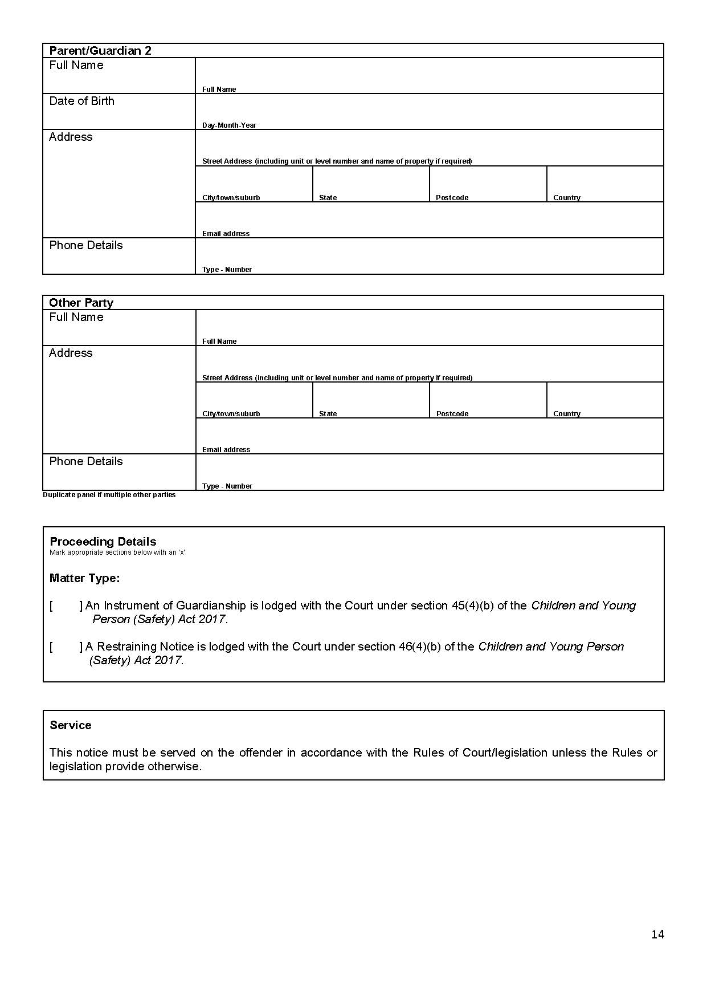 Parent/Guardian 2
Full Name
Full Name
Date of Birth
Day-Month-Year
Address
Street Address (including unit or level number and name of property if required)
City/town/suburb State Postcode Country
Email address
Phone Details
Type - Number
Other Party
Full Name
Full Name
Address
Street Address (including unit or level number and name of property if required)
City/town/suburb State Postcode Country
Email address
Phone Details
Type - Number
Duplicate panel if multiple other parties
Proceeding Details
Mark appropriate sections below with an 'x'
Matter Type:
[ ] An Instrument of Guardianship is lodged with the Court under section 45(4)(b) of the Children and Young
Person (Safety) Act 2017.
[ ] A Restraining Notice is lodged with the Court under section 46(4)(b) of the Children and Young Person
(Safety) Act 2017.
Service
This notice must be served on the offender in accordance with the Rules of Court/legislation unless the Rules or
legislation provide otherwise.
14